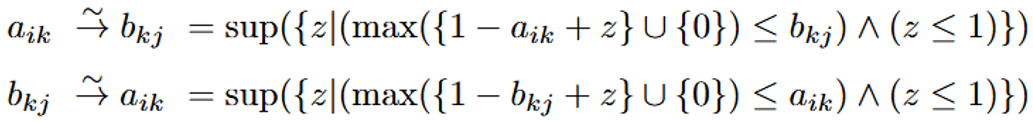 $a_{ik} \stackrel{\sim}{\rightarrow} b_{kj} = \sup(\{z|(\max(\{1 - a_{ik} + z\} \cup \{0\}) \leq b_{kj}) \wedge (z \leq 1)\})$
$b_{kj} \stackrel{\sim}{\rightarrow} a_{ik} = \sup(\{z|(\max(\{1 - b_{kj} + z\} \cup \{0\}) \leq a_{ik}) \wedge (z \leq 1)\})$